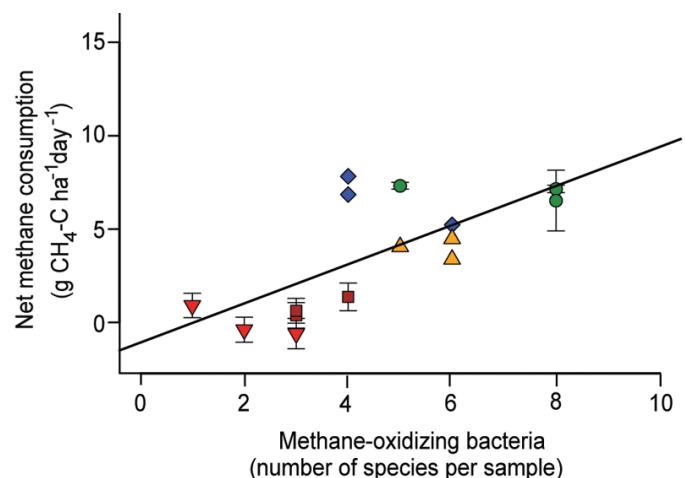 15
10
5
0
0 2 4 6 8 10
Net methane consumption
(g CH₄-C ha⁻¹day⁻¹)
Methane-oxidizing bacteria
(number of species per sample)